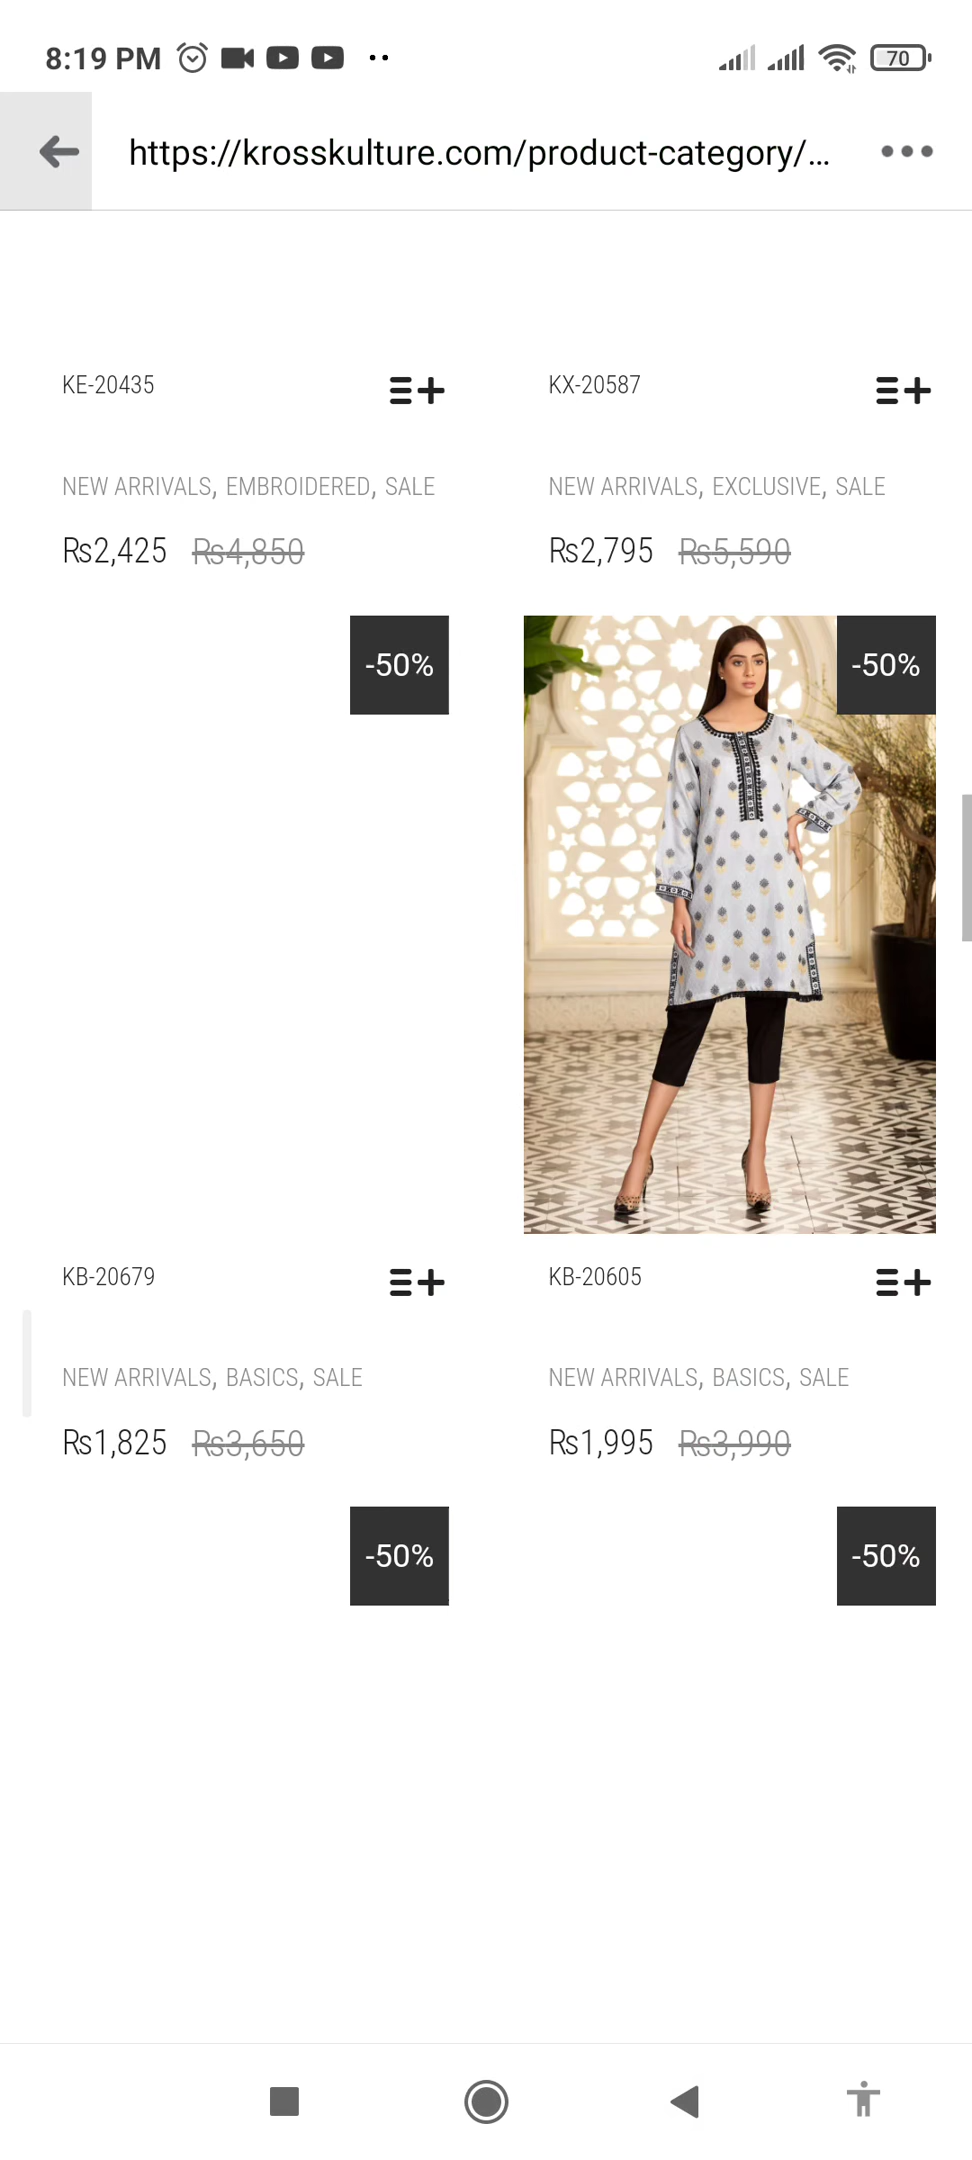 8:19 PM
70
https://krosskulture.com/product-category/...
KE-20435
KX-20587
NEW ARRIVALS, EMBROIDERED, SALE
NEW ARRIVALS, EXCLUSIVE, SALE
₨2,425 ₨4,850
₨2,795 ₨5,590
-50%
-50%
KB-20679
KB-20605
NEW ARRIVALS, BASICS, SALE
NEW ARRIVALS, BASICS, SALE
₨1,825 ₨3,650
₨1,995 ₨3,990
-50%
-50%